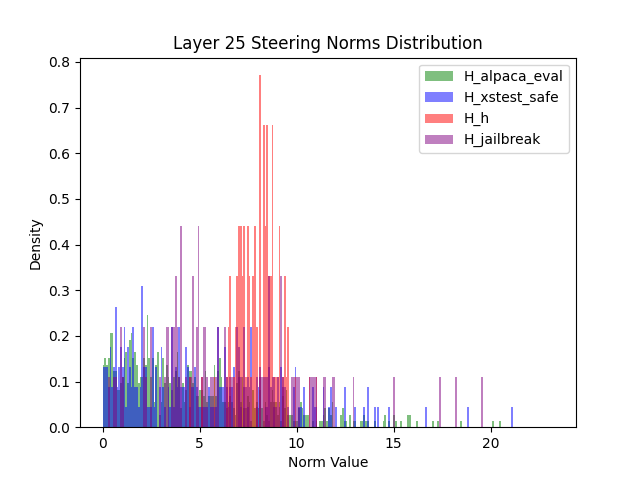 Layer 25 Steering Norms Distribution
H_alpaca_eval
H_xstest_safe
H_h
H_jailbreak
Density
0.8
0.7
0.6
0.5
0.4
0.3
0.2
0.1
0.0
0
5
10
15
20
Norm Value